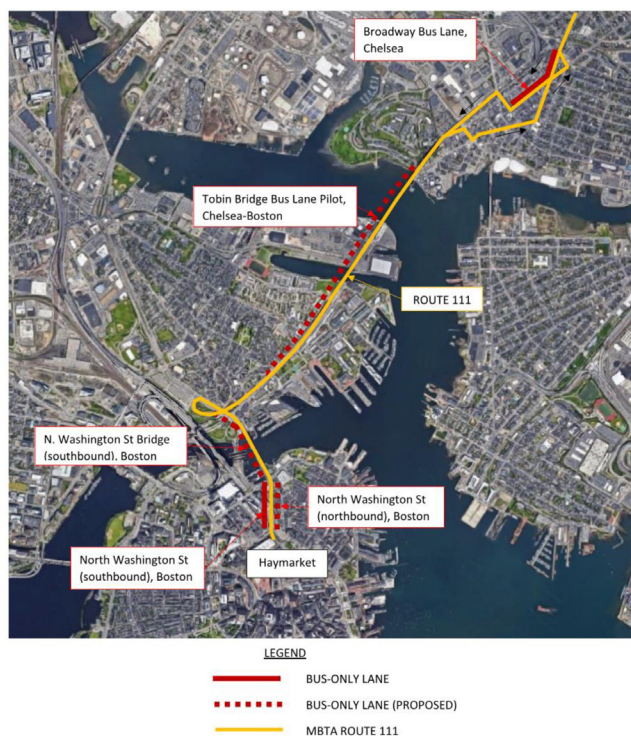 Broadway Bus Lane,
Chelsea
Tobin Bridge Bus Lane Pilot,
Chelsea-Boston
ROUTE 111
N. Washington St Bridge
(southbound). Boston
North Washington St
(northbound), Boston
North Washington St
(southbound), Boston
Haymarket
LEGEND
BUS-ONLY LANE
BUS-ONLY LANE (PROPOSED)
MBTA ROUTE 111